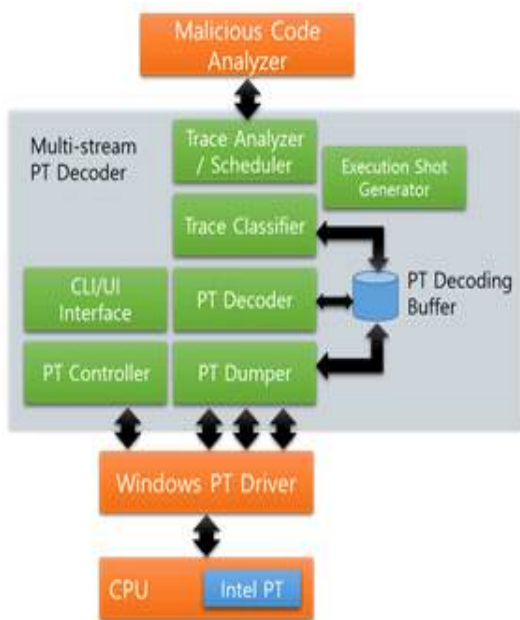 Malicious Code
Analyzer
Multi-stream
PT Decoder
Trace Analyzer
/ Scheduler
Execution Shot
Generator
Trace Classifier
CLI/UI
Interface
PT Decoder
PT Decoding
Buffer
PT Controller
PT Dumper
Windows PT Driver
CPU
Intel PT